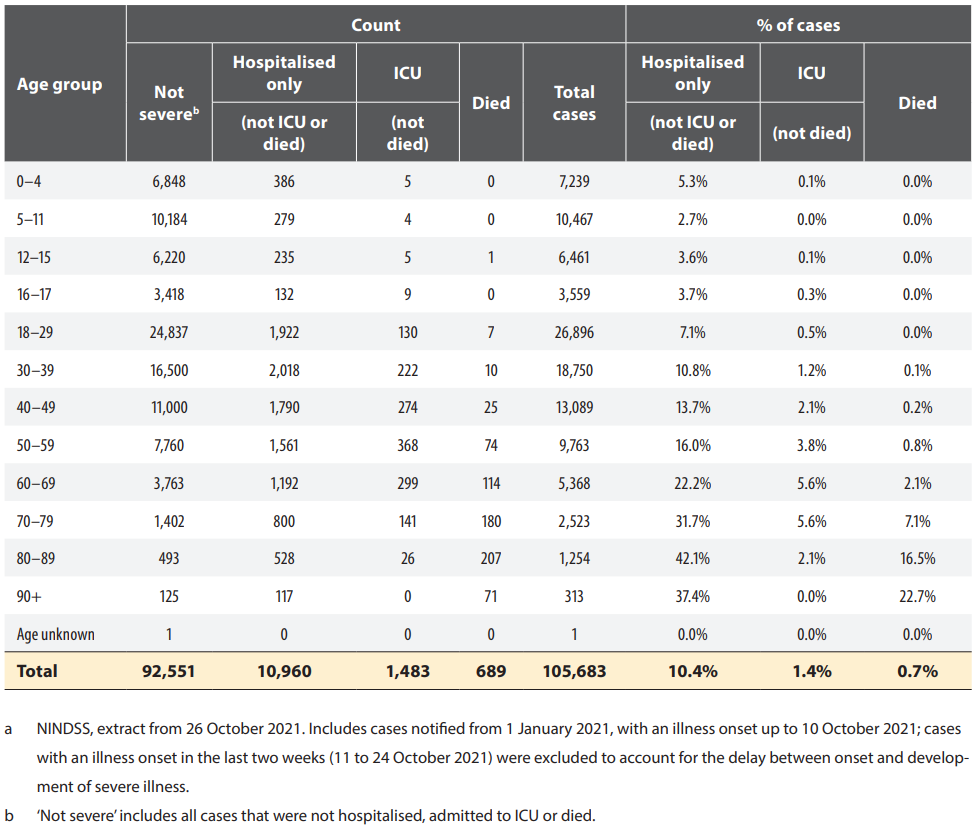 Count % of cases
Age group Not severeb Hospitalised only (not ICU or died) ICU (not died) Died Total cases Hospitalised only (not ICU or died) ICU (not died) Died
0–4 6,848 386 5 0 7,239 5.3% 0.1% 0.0%
5–11 10,184 279 4 0 10,467 2.7% 0.0% 0.0%
12–15 6,220 235 5 1 6,461 3.6% 0.1% 0.0%
16–17 3,418 132 9 0 3,559 3.7% 0.3% 0.0%
18–29 24,837 1,922 130 7 26,896 7.1% 0.5% 0.0%
30–39 16,500 2,018 222 10 18,750 10.8% 1.2% 0.1%
40–49 11,000 1,790 274 25 13,089 13.7% 2.1% 0.2%
50–59 7,760 1,561 368 74 9,763 16.0% 3.8% 0.8%
60–69 3,763 1,192 299 114 5,368 22.2% 5.6% 2.1%
70–79 1,402 800 141 180 2,523 31.7% 5.6% 7.1%
80–89 493 528 26 207 1,254 42.1% 2.1% 16.5%
90+ 125 117 0 71 313 37.4% 0.0% 22.7%
Age unknown 1 0 0 0 1 0.0% 0.0% 0.0%
Total 92,551 10,960 1,483 689 105,683 10.4% 1.4% 0.7%
a NINDSS, extract from 26 October 2021. Includes cases notified from 1 January 2021, with an illness onset up to 10 October 2021; cases
with an illness onset in the last two weeks (11 to 24 October 2021) were excluded to account for the delay between onset and develop-
ment of severe illness.
b ‘Not severe’ includes all cases that were not hospitalised, admitted to ICU or died.